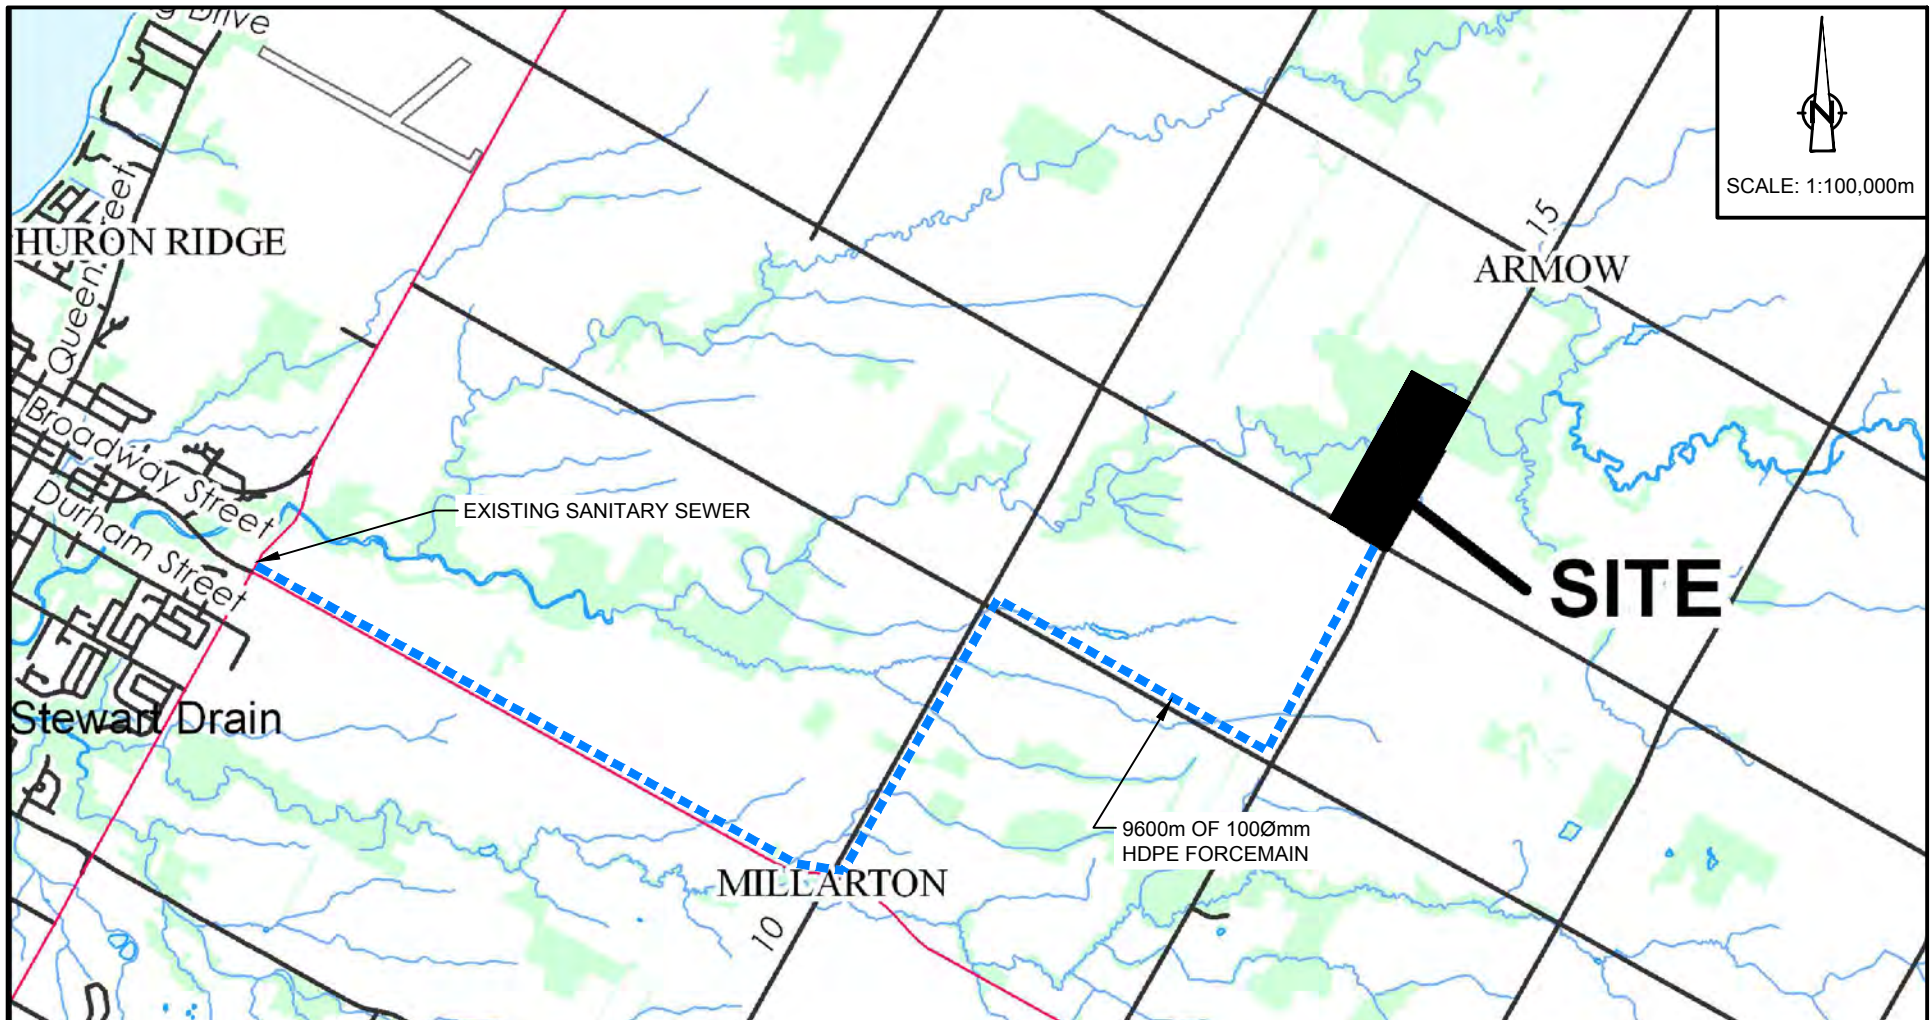 g Drive
N
SCALE: 1:100,000m
15
HURON RIDGE
ARMOW
Queen Street
Broadway Street
EXISTING SANITARY SEWER
Durham Street
SITE
Stewart Drain
9600m OF 100Ømm
HDPE FORCEMAIN
MILLARTON
10